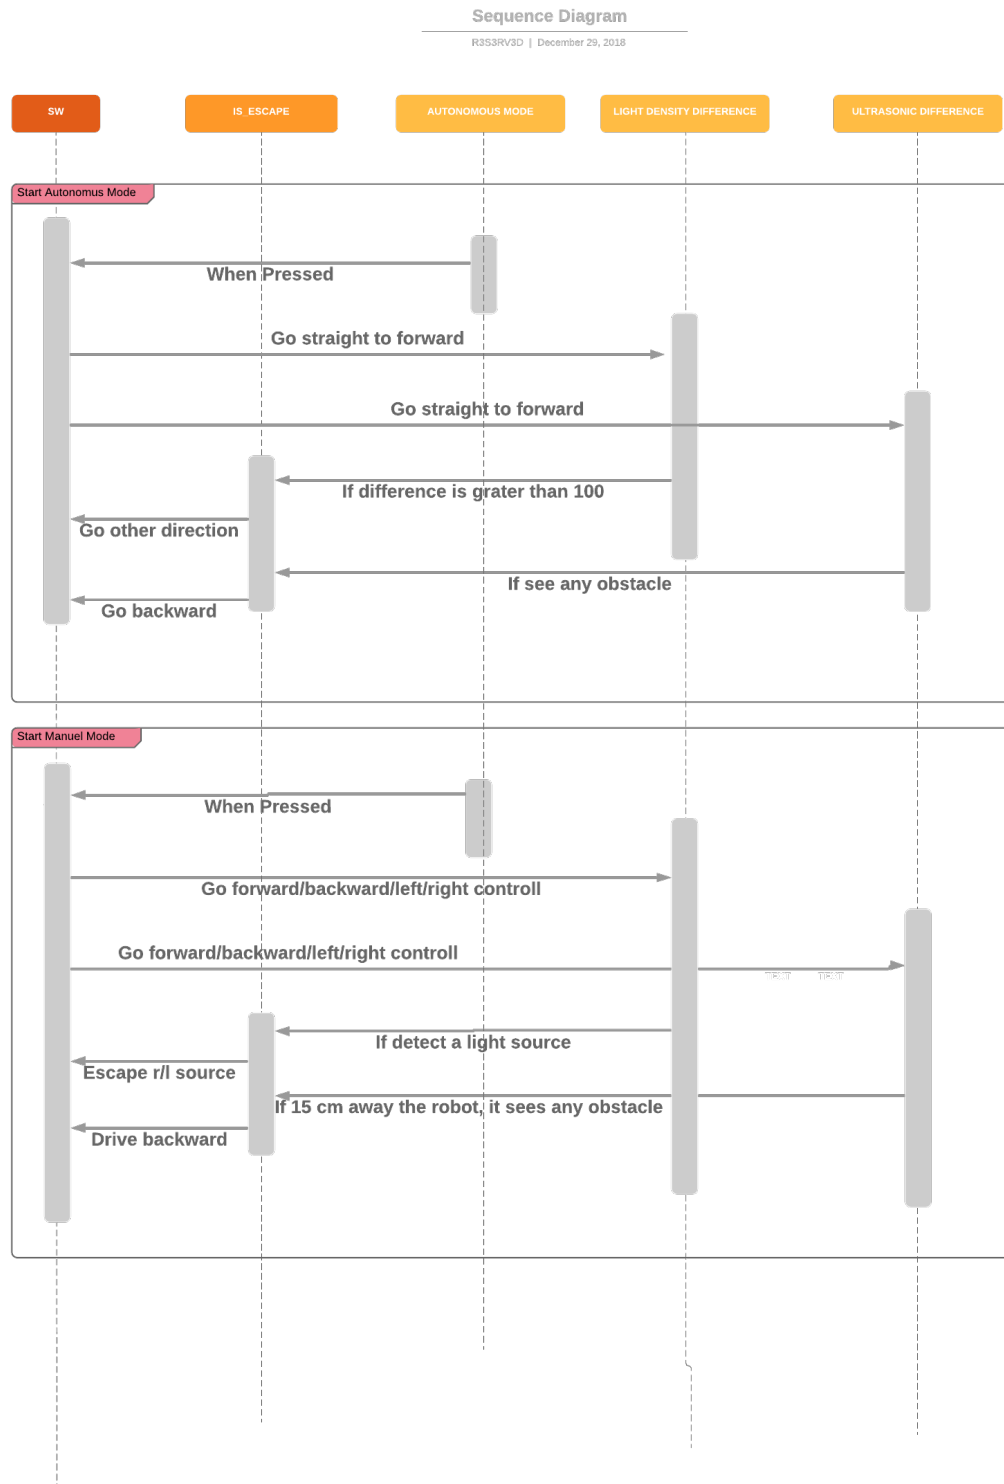 Sequence Diagram
R3S3RV3D | December 29, 2018
SW
IS_ESCAPE
AUTONOMOUS MODE
LIGHT DENSITY DIFFERENCE
ULTRASONIC DIFFERENCE
Start Autonomus Mode
When Pressed
Go straight to forward
Go straight to forward
If difference is grater than 100
Go other direction
If see any obstacle
Go backward
Start Manuel Mode
When Pressed
Go forward/backward/left/right controll
Go forward/backward/left/right controll
If detect a light source
Escape r/l source
If 15 cm away the robot, it sees any obstacle
Drive backward